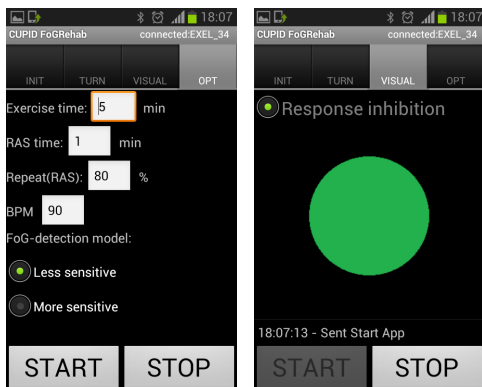 18:07
CUPID FoGRehab connected:EXEL_34
INIT TURN VISUAL OPT
Exercise time: 5 min
RAS time: 1 min
Repeat(RAS): 80 %
BPM 90
FoG-detection model:
Less sensitive
More sensitive
START STOP
18:07
CUPID FoGRehab connected:EXEL_34
INIT TURN VISUAL OPT
Response inhibition
18:07:13 - Sent Start App
START STOP